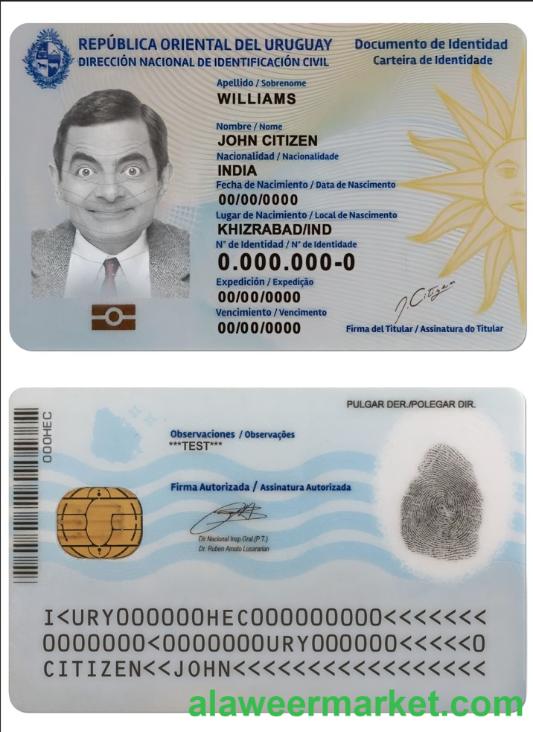 REPÚBLICA ORIENTAL DEL URUGUAY
DIRECCIÓN NACIONAL DE IDENTIFICACIÓN CIVIL
Documento de Identidad
Carteira de Identidade
Apellido / Sobrenome
WILLIAMS
Nombre / Nome
JOHN CITIZEN
Nacionalidad / Nacionalidade
INDIA
Fecha de Nacimiento / Data de Nascimento
00/00/0000
Lugar de Nacimiento / Local de Nascimento
KHIZRABAD/IND
N° de Identidad / N° de Identidade
0.000.000-0
Expedición / Expedição
00/00/0000
Vencimiento / Vencimento
00/00/0000
J. Citizen
Firma del Titular / Assinatura do Titular
PULGAR DER./POLEGAR DIR.
000HEC
Observaciones / Observações
***TEST***
Firma Autorizada / Assinatura Autorizada
Dir Nacional Insp. Gral (P.T.)
Dr. Ruben Amato Lusararian
I<URY000000HEC000000000<<<<<<<
0000000<0000000URY000000<<<<<0
CITIZEN<<JOHN<<<<<<<<<<<<<<<<<
alaweermarket.com